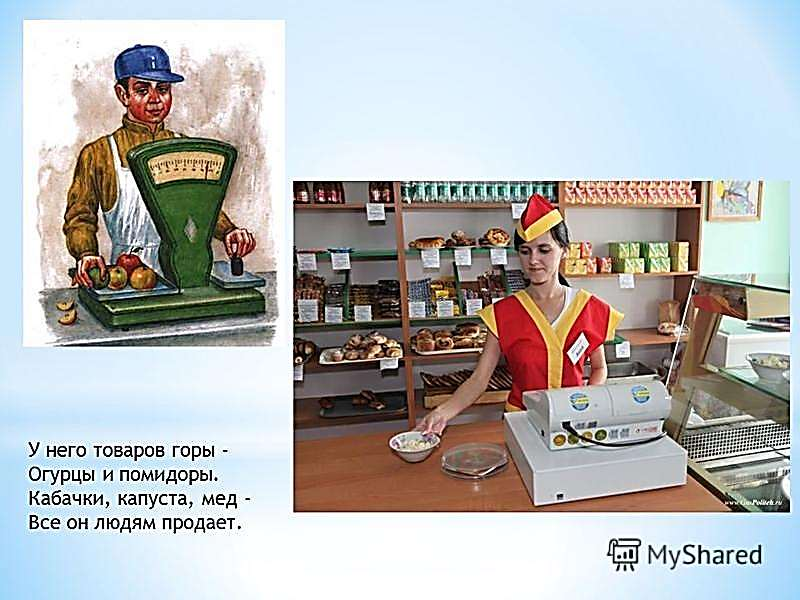 У него товаров горы -
Огурцы и помидоры.
Кабачки, капуста, мед -
Все он людям продает.
MyShared